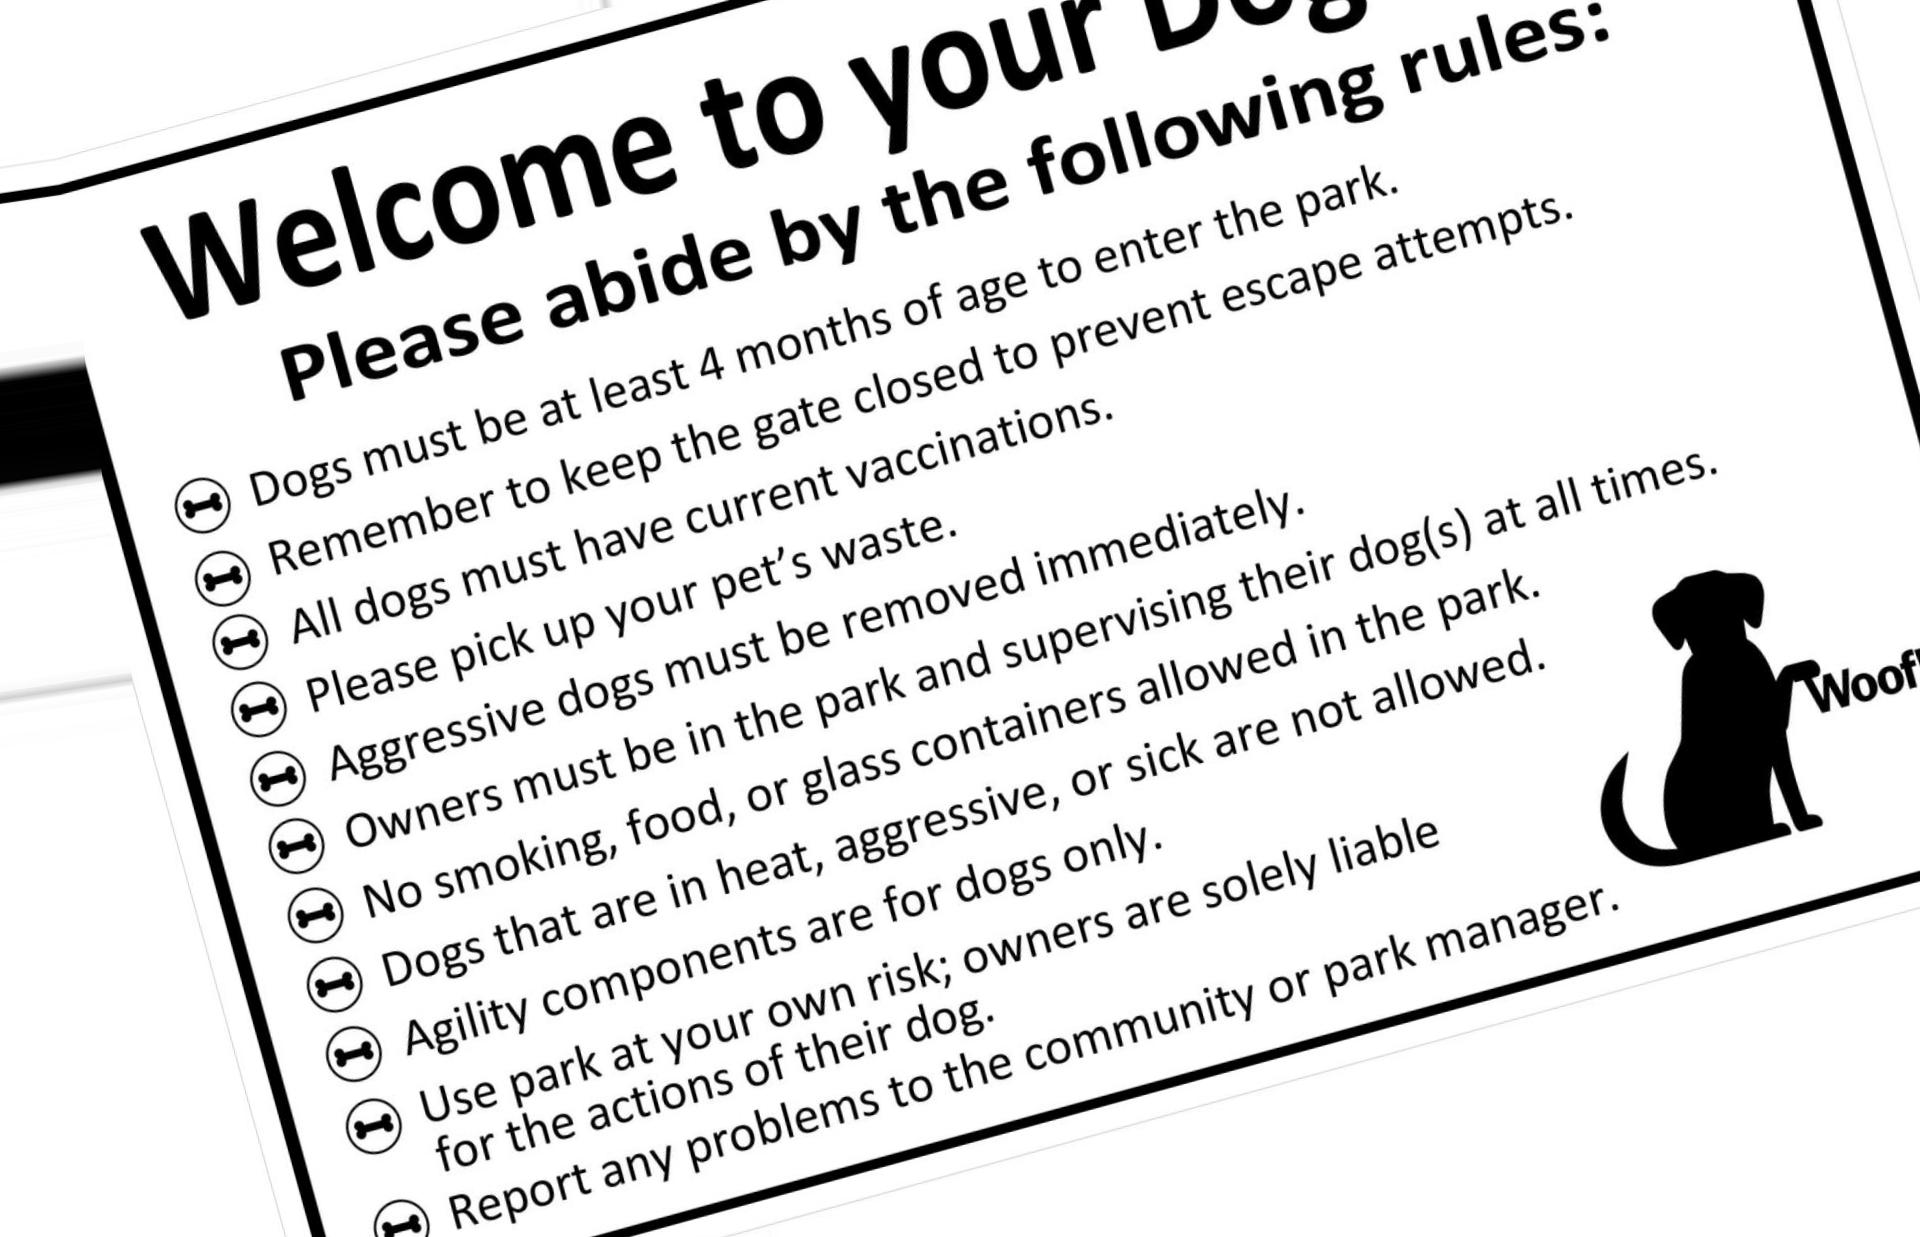 Welcome to your Dog
Please abide by the following rules:
Dogs must be at least 4 months of age to enter the park.
Remember to keep the gate closed to prevent escape attempts.
All dogs must have current vaccinations.
Please pick up your pet's waste.
Aggressive dogs must be removed immediately.
Owners must be in the park and supervising their dog(s) at all times.
No smoking, food, or glass containers allowed in the park.
Dogs that are in heat, aggressive, or sick are not allowed.
Agility components are for dogs only.
Use park at your own risk; owners are solely liable
for the actions of their dog.
Report any problems to the community or park manager.
Woof